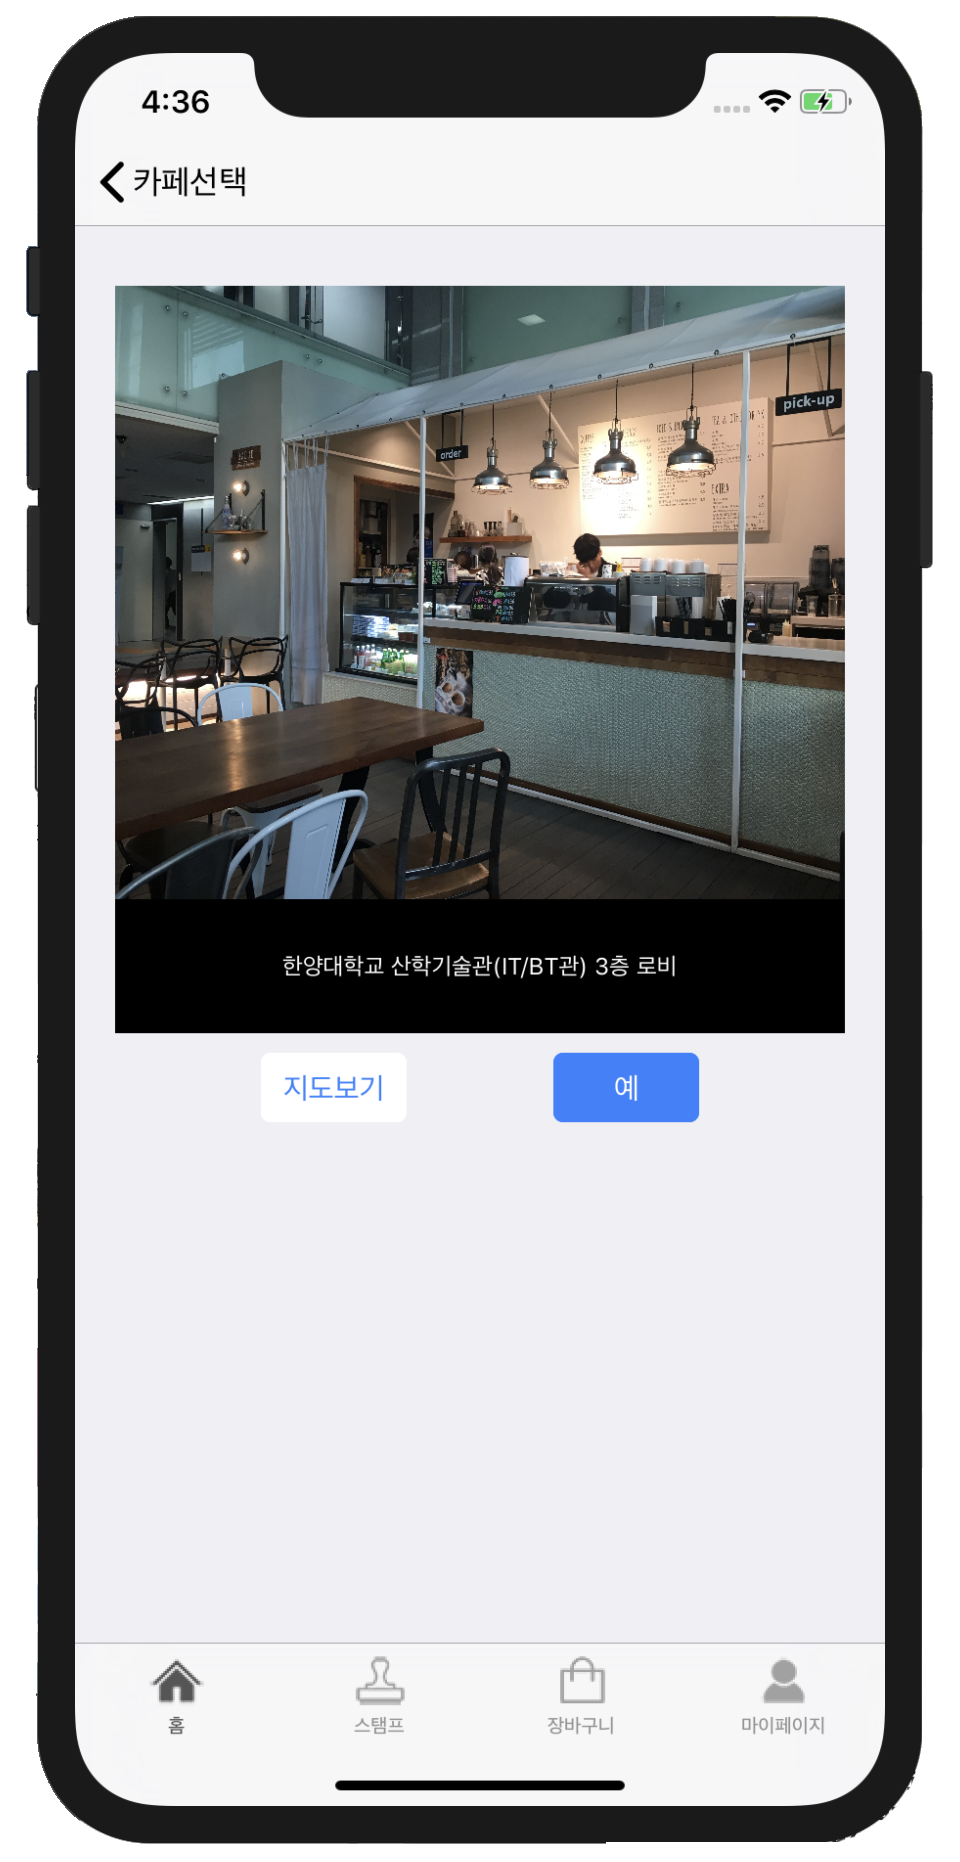 4:36
카페선택
pick-up
order
한양대학교 산학기술관(IT/BT관) 3층 로비
지도보기
예
홈
스탬프
장바구니
마이페이지